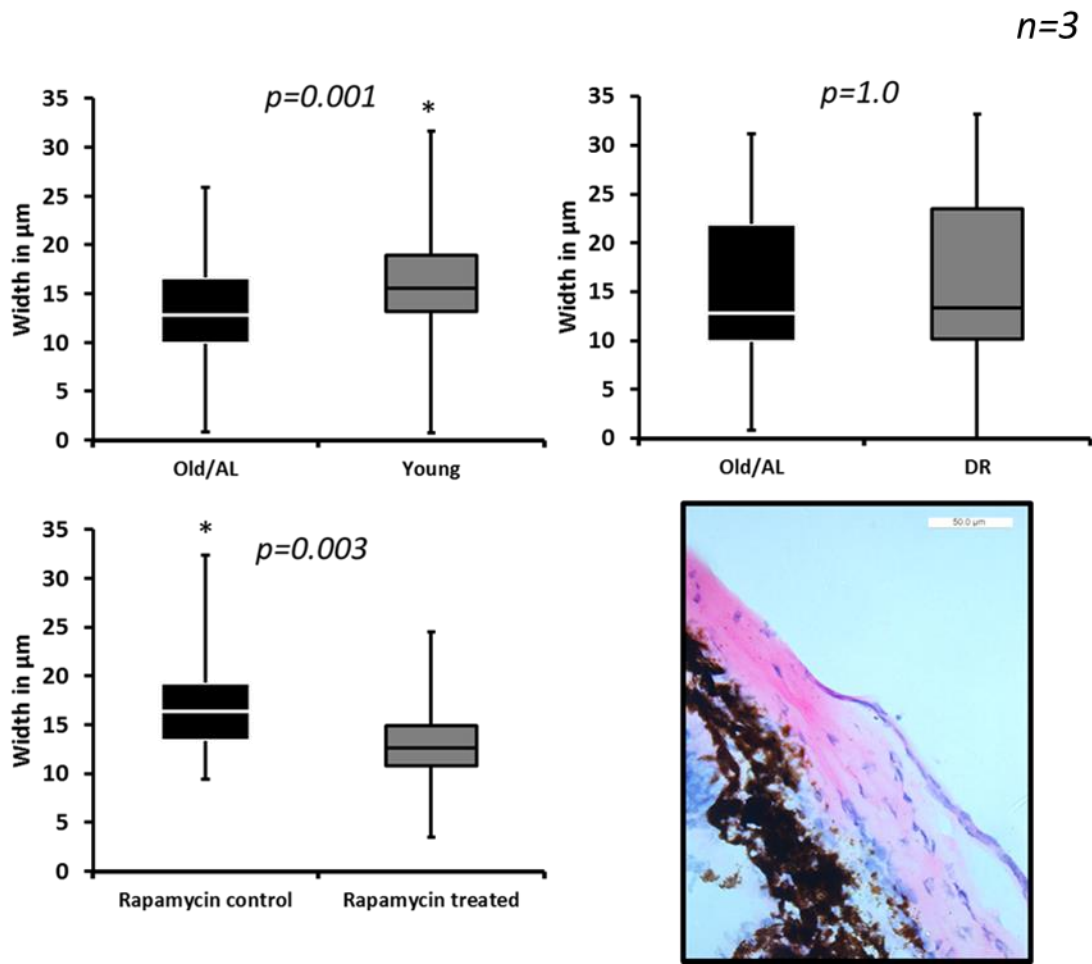 n=3
p=0.001
*
35
30
25
20
15
10
5
0
Width in µm
Old/AL Young
p=1.0
35
30
25
20
15
10
5
0
Width in µm
Old/AL DR
*
p=0.003
35
30
25
20
15
10
5
0
Width in µm
Rapamycin control Rapamycin treated
50.0 µm